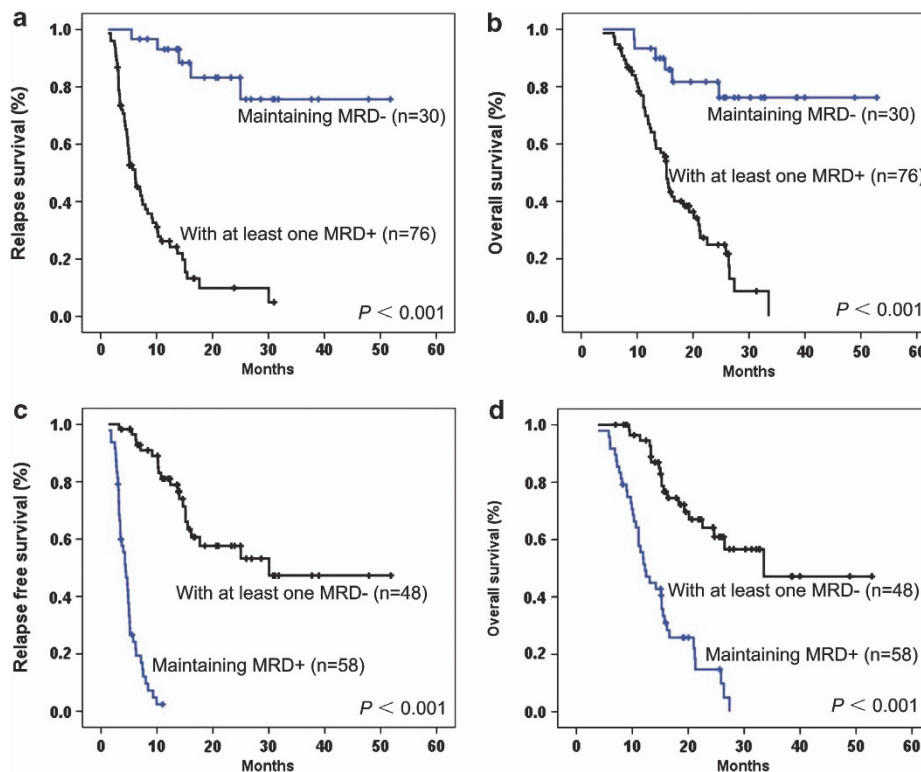 a
Relapse survival (%)
1.0
0.8
0.6
0.4
0.2
0.0
Maintaining MRD- (n=30)
With at least one MRD+ (n=76)
P < 0.001
0 10 20 30 40 50 60
Months
b
Overall survival (%)
1.0
0.8
0.6
0.4
0.2
0.0
Maintaining MRD- (n=30)
With at least one MRD+ (n=76)
P < 0.001
0 10 20 30 40 50 60
Months
c
Relapse free survival (%)
1.0
0.8
0.6
0.4
0.2
0.0
With at least one MRD- (n=48)
Maintaining MRD+ (n=58)
P < 0.001
0 10 20 30 40 50 60
Months
d
Overall survival (%)
1.0
0.8
0.6
0.4
0.2
0.0
With at least one MRD- (n=48)
Maintaining MRD+ (n=58)
P < 0.001
0 10 20 30 40 50 60
Months